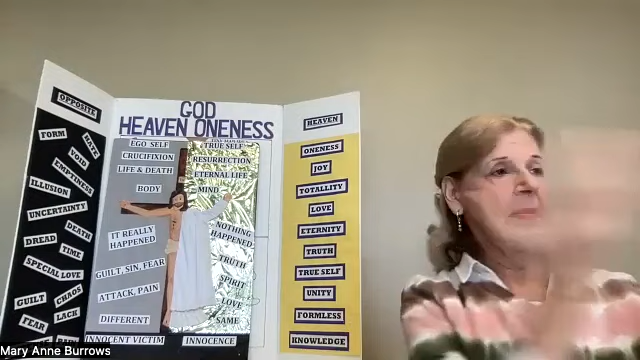 OPPOSITE
FORM
HATE
VOID
EMPTINESS
ILLUSION
UNCERTAINTY
DEATH
DREAD
TIME
SPECIAL LOVE
GUILT
CHAOS
LACK
FEAR
GOD
HEAVEN ONENESS
EGO SELF
CRUCIFIXION
LIFE & DEATH
BODY
IT REALLY
HAPPENED
GUILT, SIN, FEAR
ATTACK, PAIN
DIFFERENT
INNOCENT VICTIM
TRUE SELF
RESURRECTION
ETERNAL LIFE
MIND
NOTHING
HAPPENED
TRUTH
SPIRIT
LOVE
SAME
INNOCENCE
HEAVEN
ONENESS
JOY
TOTALLITY
LOVE
ETERNITY
TRUTH
TRUE SELF
UNITY
FORMLESS
KNOWLEDGE
Mary Anne Burrows